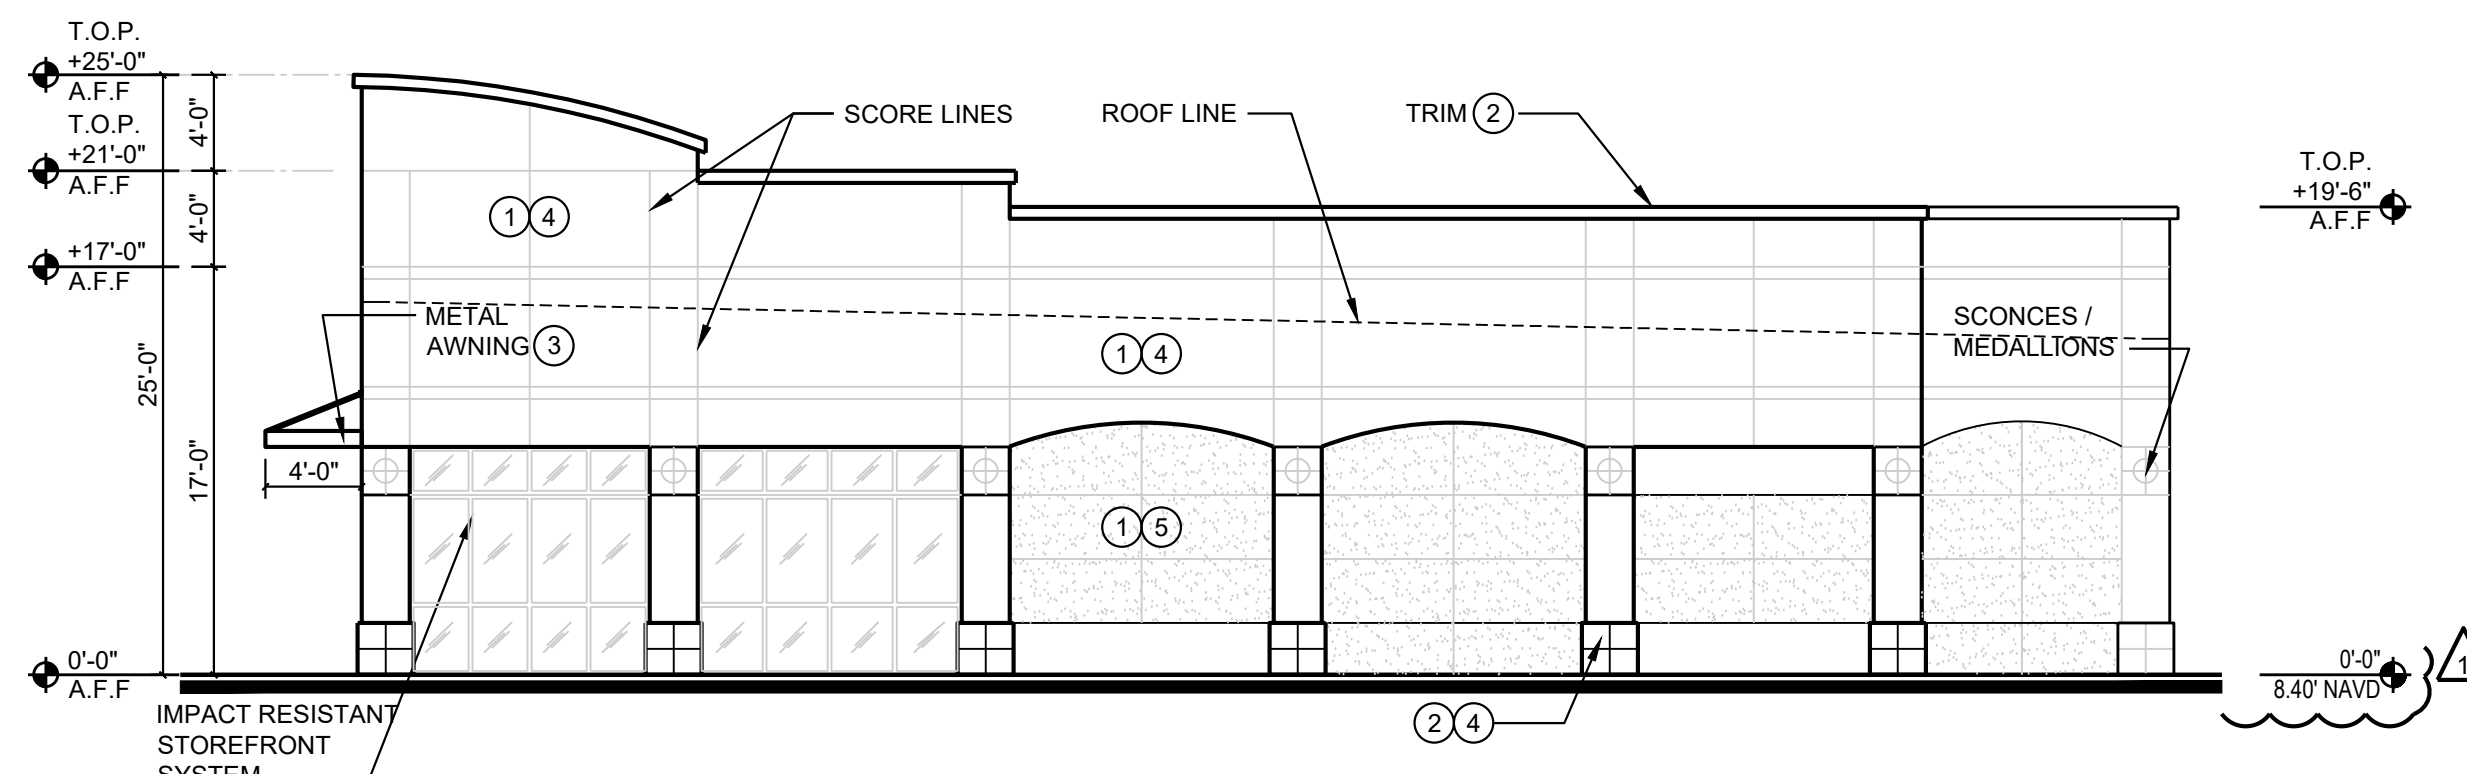 T.O.P.
+25'-0"
A.F.F
T.O.P.
+21'-0"
A.F.F
+17'-0"
A.F.F
4'-0"
4'-0"
25'-0"
17'-0"
4'-0"
0'-0"
A.F.F
SCORE LINES
ROOF LINE
TRIM 2
1 4
METAL
AWNING 3
1 4
1 5
SCONCES /
MEDALLIONS
T.O.P.
+19'-6"
A.F.F
0'-0"
8.40' NAVD
1
2 4
IMPACT RESISTANT
STOREFRONT
SYSTEM